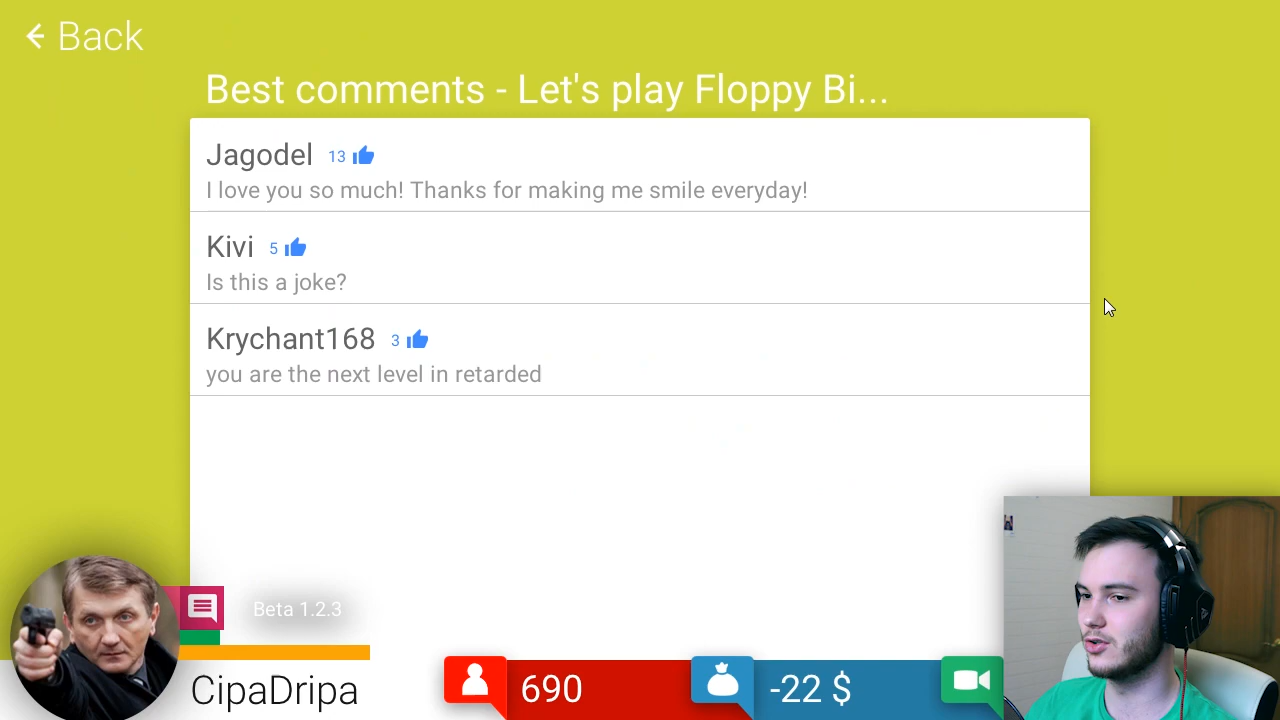 Back
Best comments - Let's play Floppy Bi...
Jagodel 13
I love you so much! Thanks for making me smile everyday!
Kivi 5
Is this a joke?
Krychant168 3
you are the next level in retarded
Beta 1.2.3
CipaDripa
690
-22 $